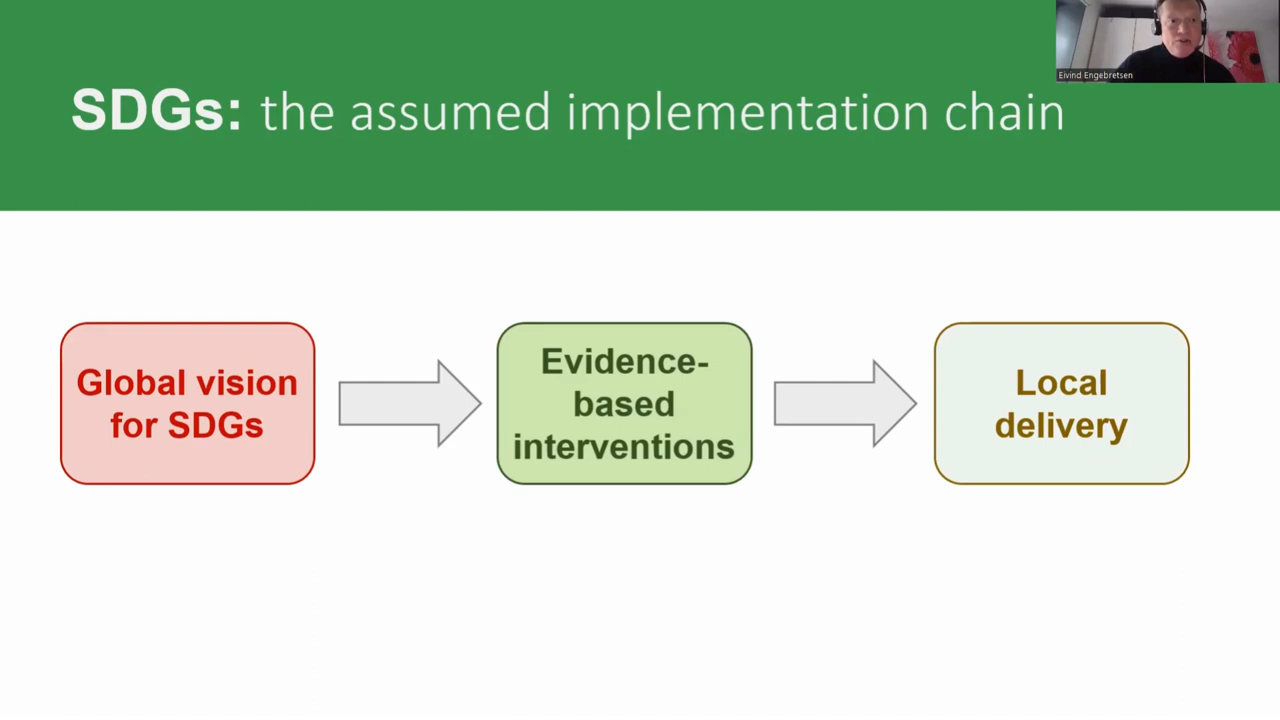 Eivind Engebretsen
SDGs: the assumed implementation chain
Global vision
for SDGs
Evidence-
based
interventions
Local
delivery